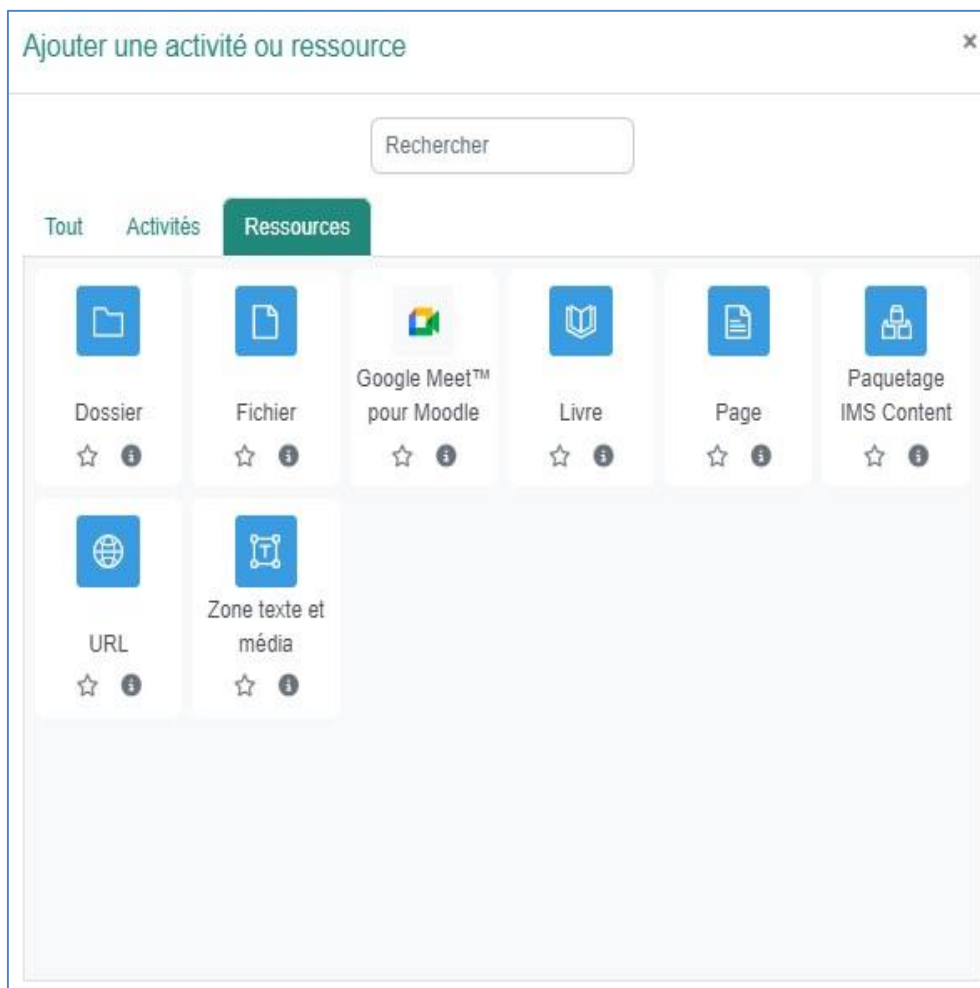 Ajouter une activité ou ressource
×
Rechercher
Tout Activités Ressources
Dossier
Fichier
Google Meet™
pour Moodle
Livre
Page
Paquetage
IMS Content
URL
Zone texte et
média